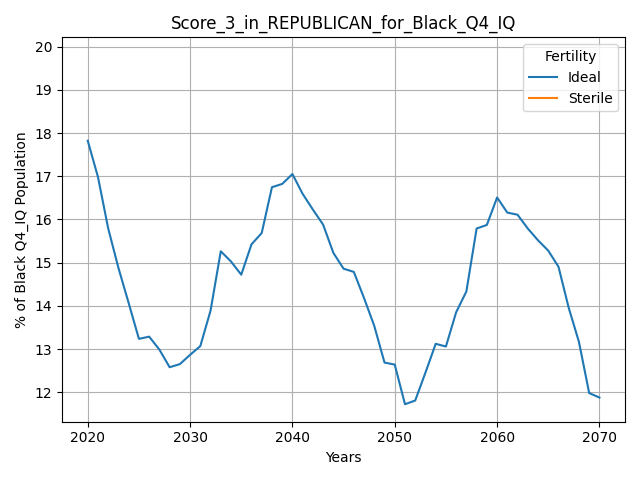 Score_3_in_REPUBLICAN_for_Black_Q4_IQ
Fertility
Ideal
Sterile
% of Black Q4_IQ Population
20
19
18
17
16
15
14
13
12
2020 2030 2040 2050 2060 2070
Years